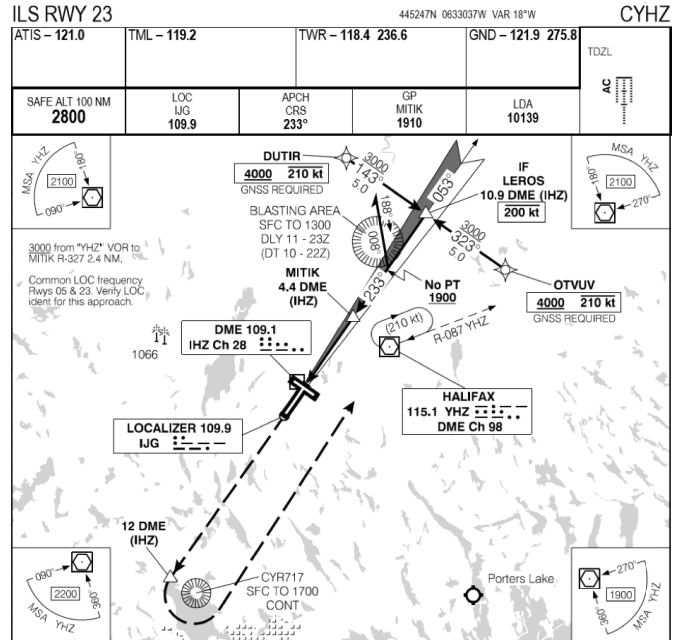 ILS RWY 23
445247N 0633037W VAR 18°W
CYHZ
ATIS – 121.0
TML – 119.2
TWR – 118.4 236.6
GND – 121.9 275.8
TDZL
AC
SAFE ALT 100 NM
2800
LOC
IJG
109.9
APCH
CRS
233°
GP
MITIK
1910
LDA
10139
MSA YHZ
180°
2100
090°
DUTIR
4000 210 kt
GNSS REQUIRED
3000
143°
5.0
053°
IF
LEROS
10.9 DME (IHZ)
200 kt
MSA YHZ
180°
2100
270°
BLASTING AREA
SFC TO 1300
DLY 11 - 23Z
(DT 10 - 22Z)
188°
008°
3000
323°
5.0
3000 from "YHZ" VOR to
MITIK R-327 2.4 NM.
Common LOC frequency
Rwys 05 & 23. Verify LOC
ident for this approach.
MITIK
4.4 DME
(IHZ)
233°
No PT
1900
OTVUV
4000 210 kt
GNSS REQUIRED
1066
DME 109.1
IHZ Ch 28
(210 kt)
R-087 YHZ
HALIFAX
115.1 YHZ
DME Ch 98
LOCALIZER 109.9
IJG
12 DME
(IHZ)
CYR717
SFC TO 1700
CONT
Porters Lake
090°
2200
360°
MSA YHZ
270°
1900
360°
MSA YHZ